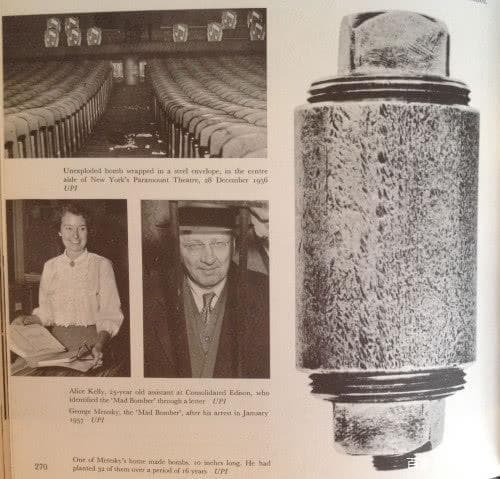 Unexploded bomb wrapped in a steel envelope, in the centre
aisle of New York's Paramount Theatre, 28 December 1956
UPI
Alice Kelly, 25-year old assistant at Consolidated Edison, who
identified the 'Mad Bomber' through a letter UPI
George Metesky, the 'Mad Bomber', after his arrest in January
1957 UPI
270
One of Metesky's home made bombs, 10 inches long. He had
planted 32 of them over a period of 16 years UPI